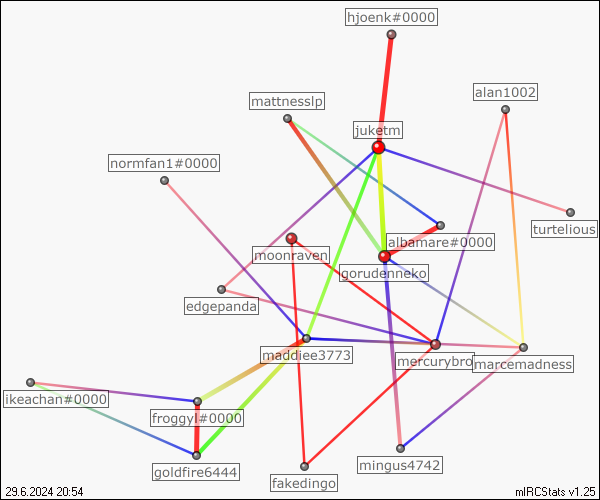 hjoenk#0000
alan1002
mattnesslp
juketm
normfan1#0000
turtelious
albamare#0000
moonraven
gorudenneko
edgepanda
maddiee3773
mercurybro
marcemadness
ikeachan#0000
froggyl#0000
mingus4742
goldfire6444
fakedingo
29.6.2024 20:54
mIRCStats v1.25